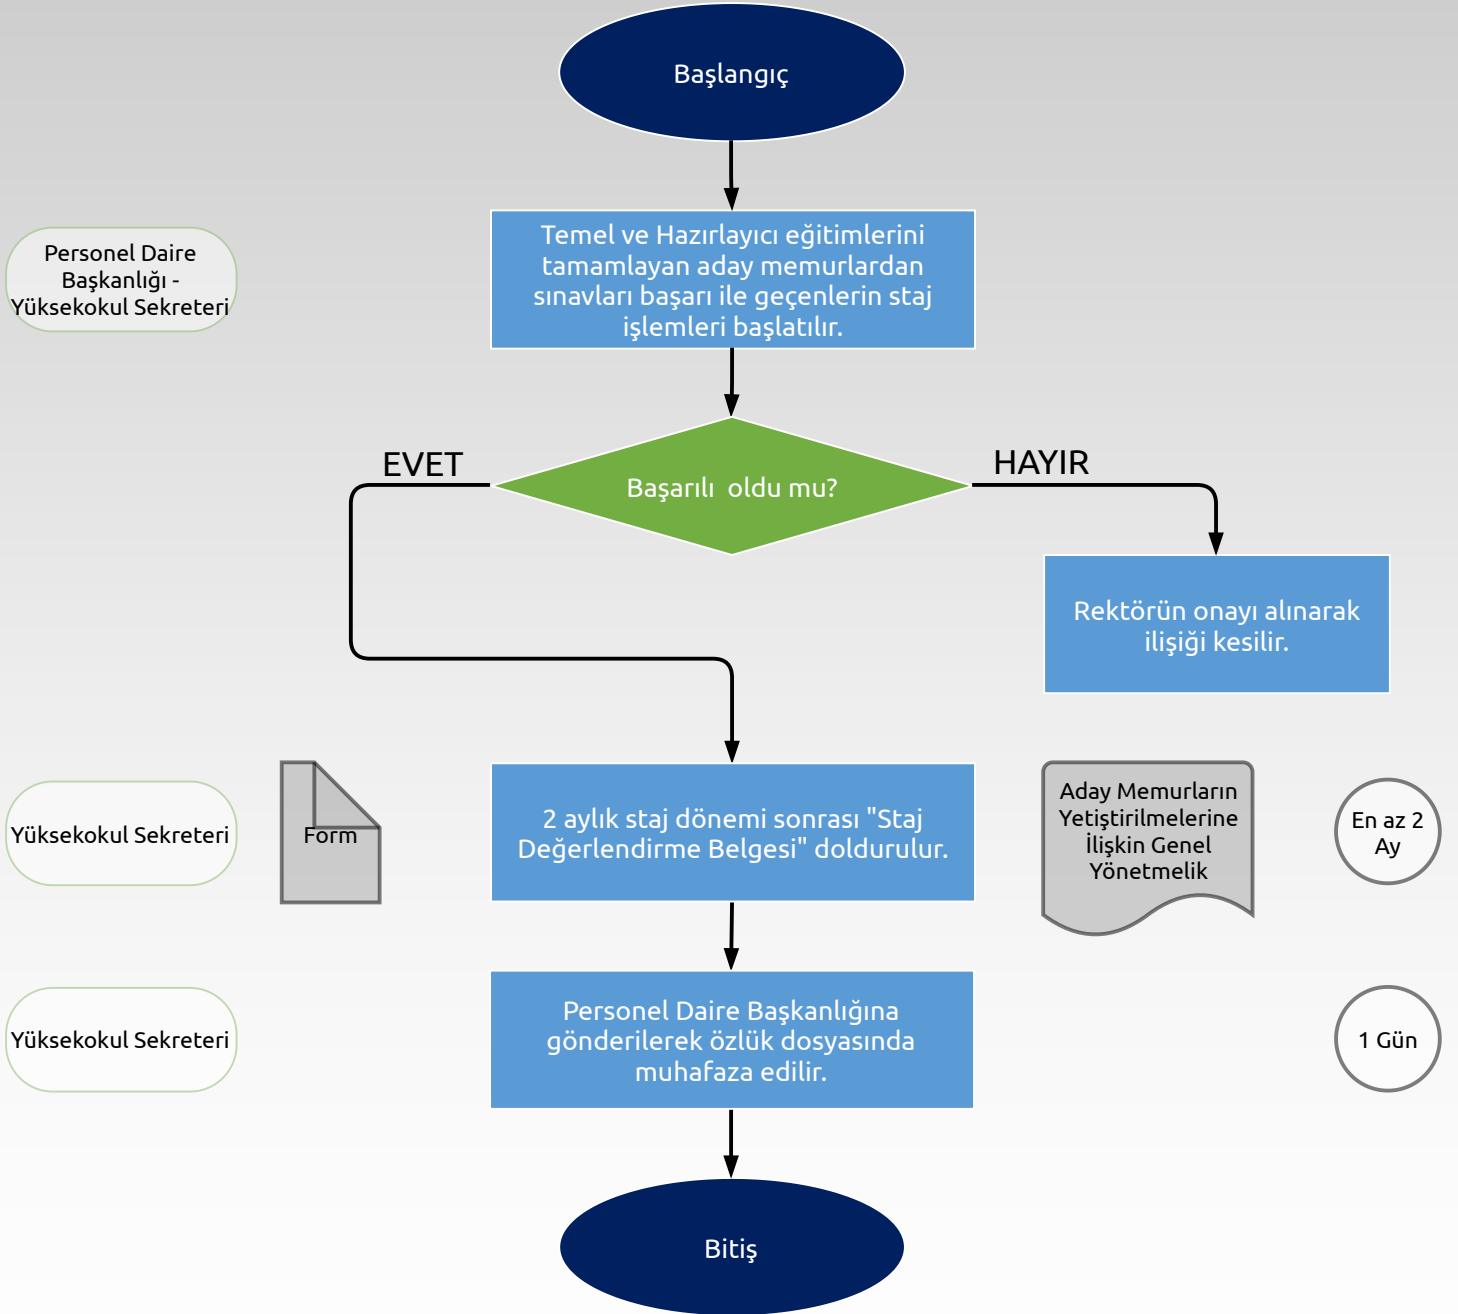 Başlangıç
Personel Daire
Başkanlığı -
Yüksekokul Sekreteri
Temel ve Hazırlayıcı eğitimlerini
tamamlayan aday memurlardan
sınavları başarı ile geçenlerin staj
işlemleri başlatılır.
EVET
Başarılı  oldu mu?
HAYIR
Rektörün onayı alınarak
ilişiği kesilir.
Yüksekokul Sekreteri
Form
2 aylık staj dönemi sonrası "Staj
Değerlendirme Belgesi" doldurulur.
Aday Memurların
Yetiştirilmelerine
İlişkin Genel
Yönetmelik
En az 2
Ay
Yüksekokul Sekreteri
Personel Daire Başkanlığına
gönderilerek özlük dosyasında
muhafaza edilir.
1 Gün
Bitiş